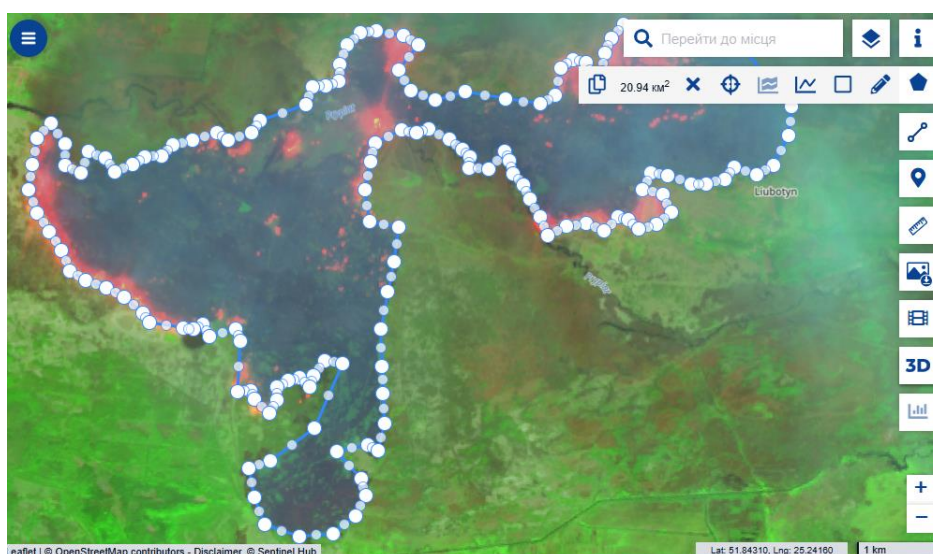 Перейти до місця
20.94 км²
Liubotyn
3D
+
−
eaflet | © OpenStreetMap contributors - Disclaimer, © Sentinel Hub
Lat: 51.84310, Lng: 25.24160
1 km